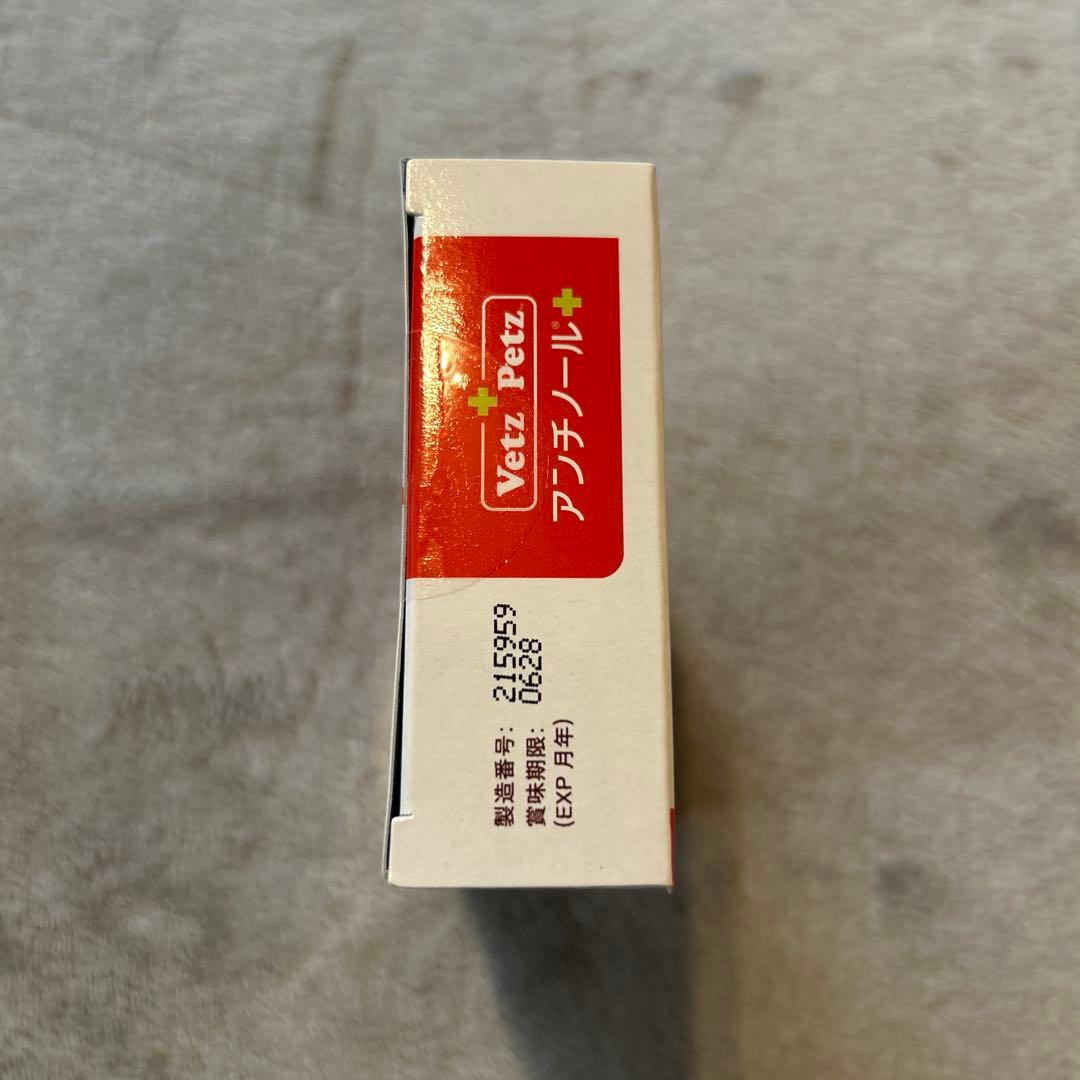 製造番号: 215959
賞味期限: 0628
(EXP 月年)
Vetz Petz™
アンチノール®